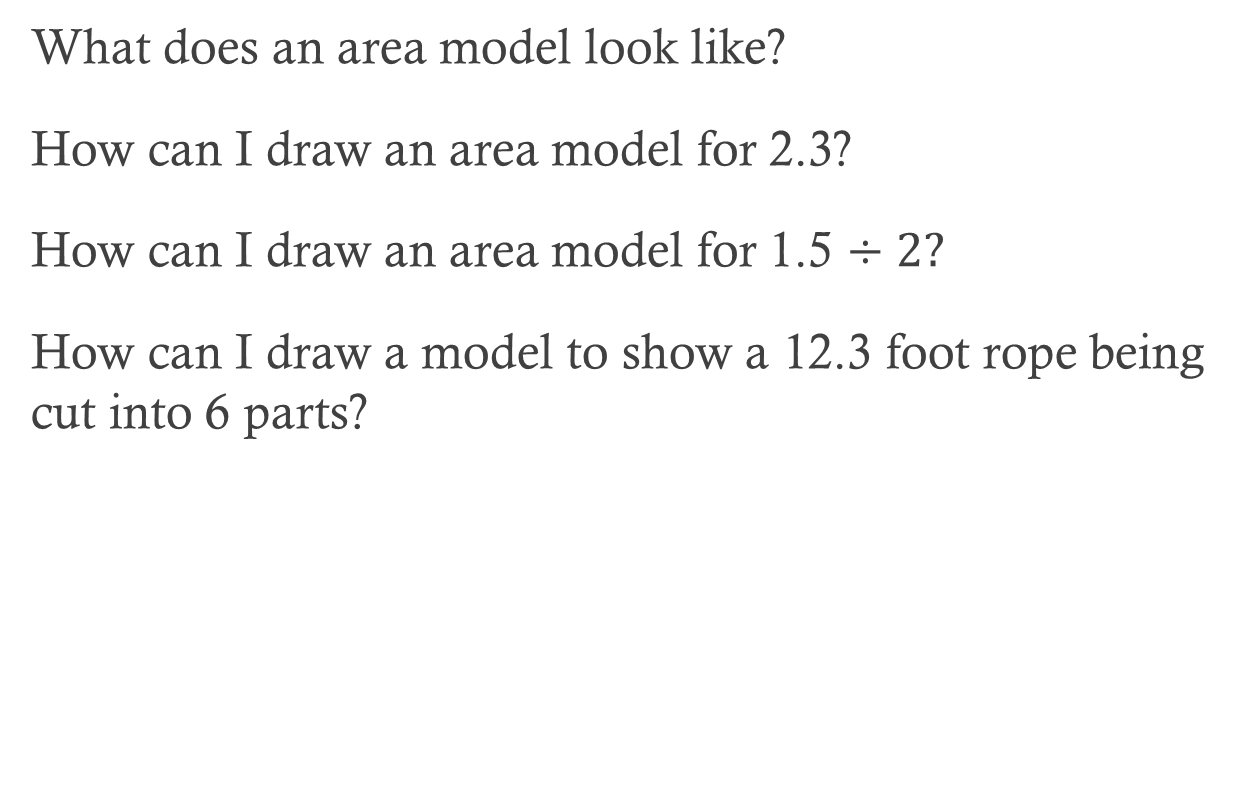 What does an area model look like?
How can I draw an area model for 2.3?
How can I draw an area model for 1.5 ÷ 2?
How can I draw a model to show a 12.3 foot rope being
cut into 6 parts?